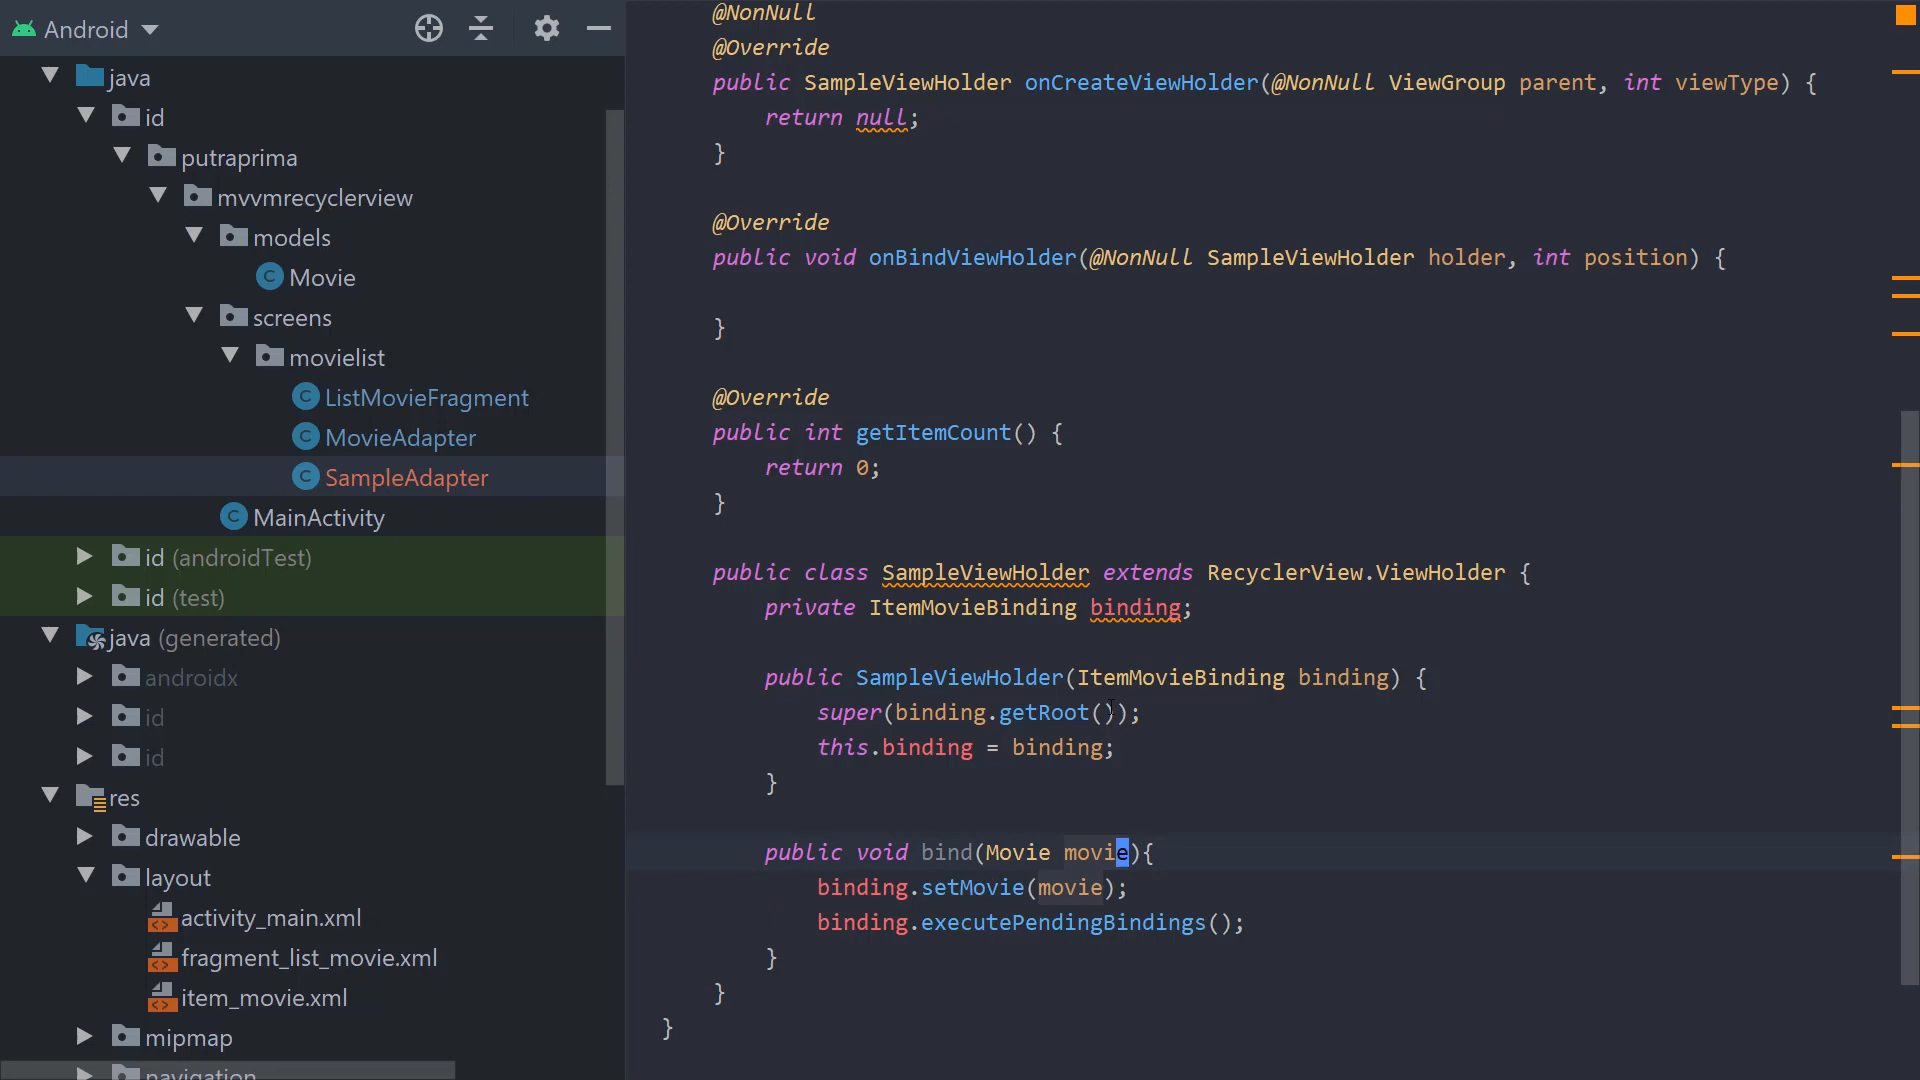 Android
java
id
putraprima
mvvmrecyclerview
models
Movie
screens
movielist
ListMovieFragment
MovieAdapter
SampleAdapter
MainActivity
id (androidTest)
id (test)
java (generated)
androidx
id
id
res
drawable
layout
activity_main.xml
fragment_list_movie.xml
item_movie.xml
mipmap
navigation
@NonNull
@Override
public SampleViewHolder onCreateViewHolder(@NonNull ViewGroup parent, int viewType) {
return null;
}
@Override
public void onBindViewHolder(@NonNull SampleViewHolder holder, int position) {
}
@Override
public int getItemCount() {
return 0;
}
public class SampleViewHolder extends RecyclerView.ViewHolder {
private ItemMovieBinding binding;
public SampleViewHolder(ItemMovieBinding binding) {
super(binding.getRoot());
this.binding = binding;
}
public void bind(Movie movie){
binding.setMovie(movie);
binding.executePendingBindings();
}
}
}